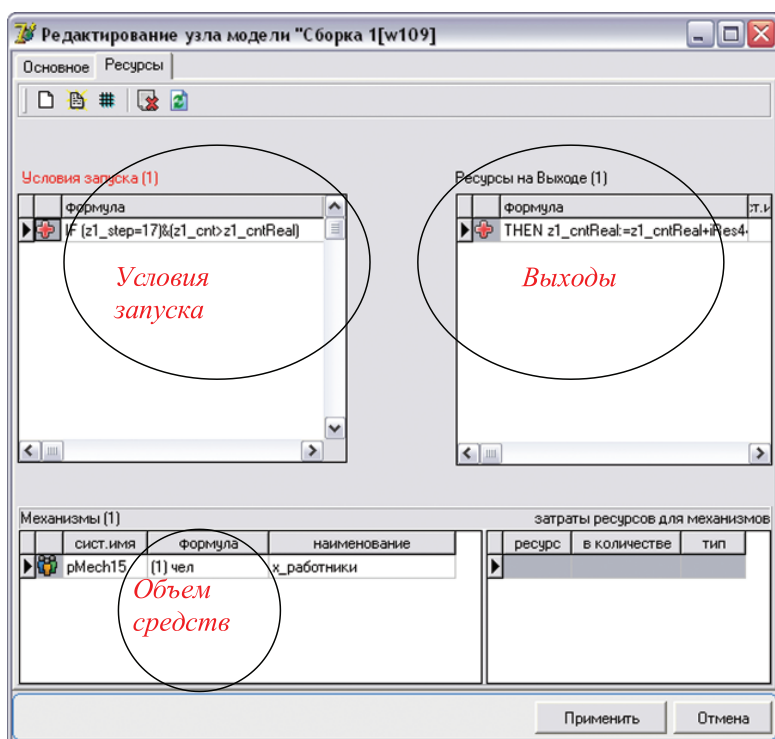 Редактирование узла модели "Сборка 1[w109]
Основное Ресурсы
Условия запуска (1)
Ресурсы на Выходе (1)
формула
формула
IF (z1_step=17)&(z1_cnt>z1_cntReal)
THEN z1_cntReal:=z1_cntReal+iRes4
Условия
запуска
Выходы
Механизмы (1)
затраты ресурсов для механизмов
сист.имя формула наименование
ресурс в количестве тип
pMech15 (1) чел х_работники
Объем
средств
Применить Отмена